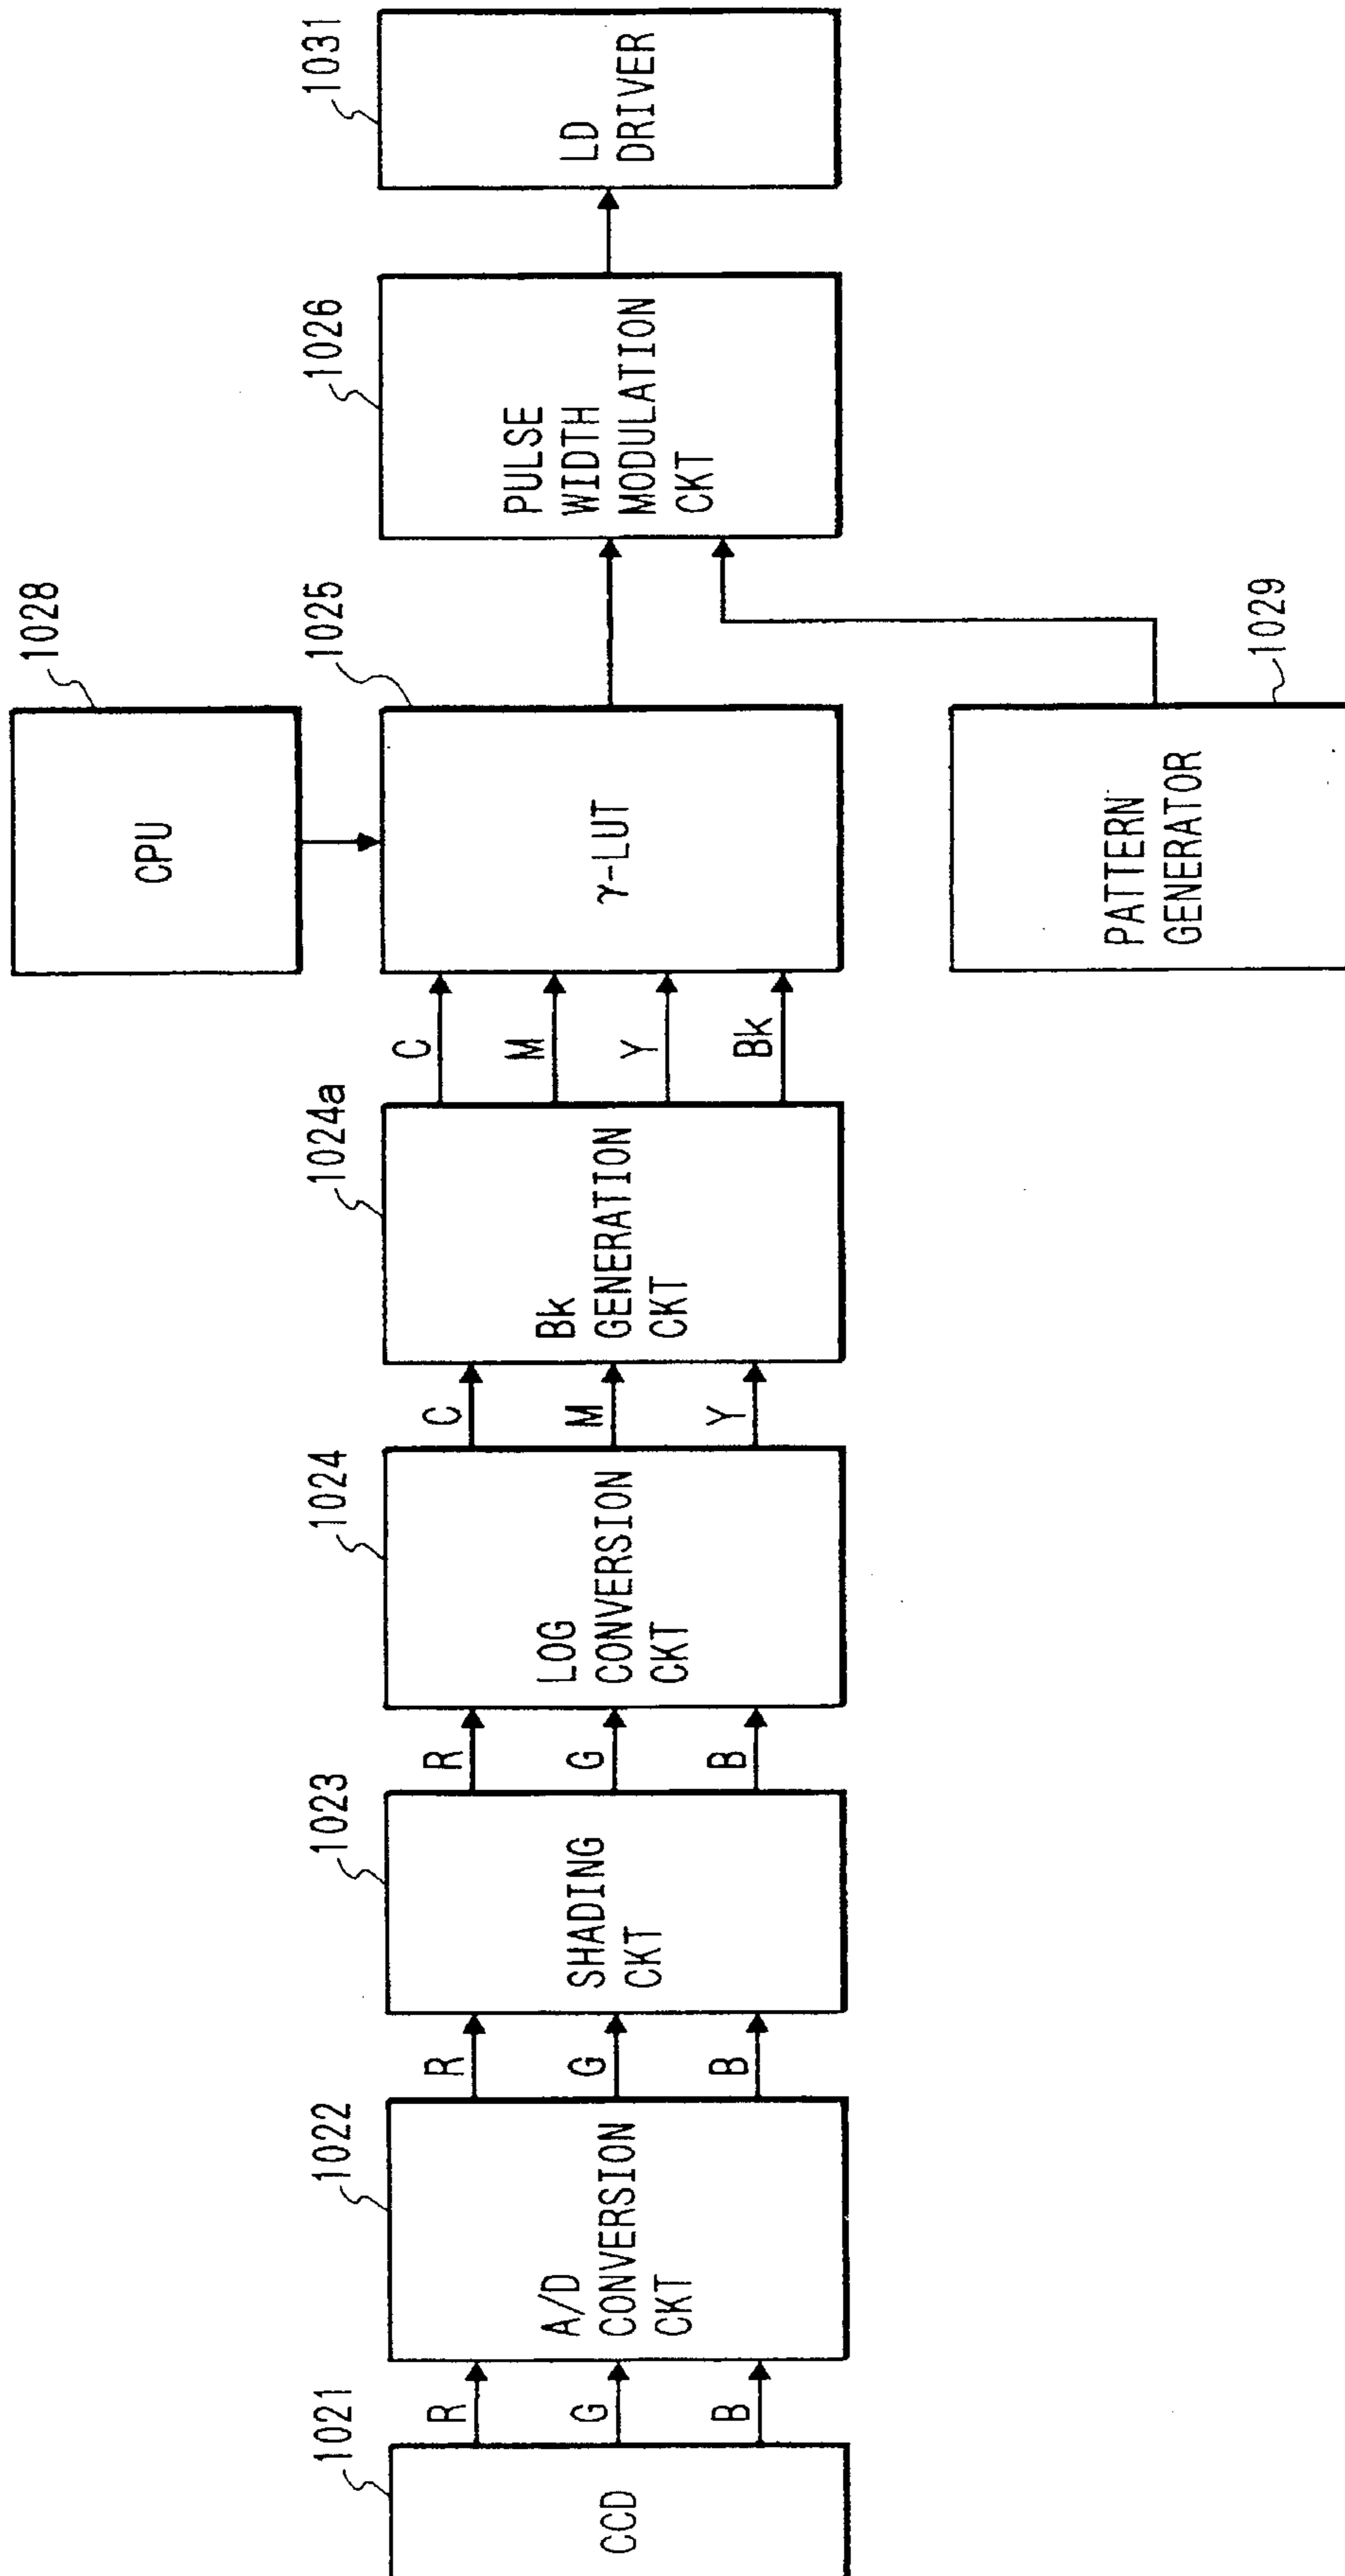 1021
CCD
R
G
B
1022
A/D
CONVERSION
CKT
R
G
B
1023
SHADING
CKT
R
G
B
1024
LOG
CONVERSION
CKT
C
M
Y
1024a
Bk
GENERATION
CKT
C
M
Y
Bk
1028
CPU
1025
γ-LUT
PATTERN
GENERATOR
1029
1026
PULSE
WIDTH
MODULATION
CKT
1031
LD
DRIVER